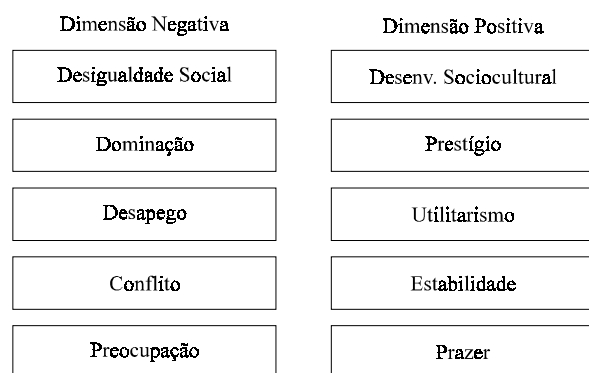 Dimensão Negativa
Desigualdade Social
Dominação
Desapego
Conflito
Preocupação
Dimensão Positiva
Desenv. Sociocultural
Prestígio
Utilitarismo
Estabilidade
Prazer